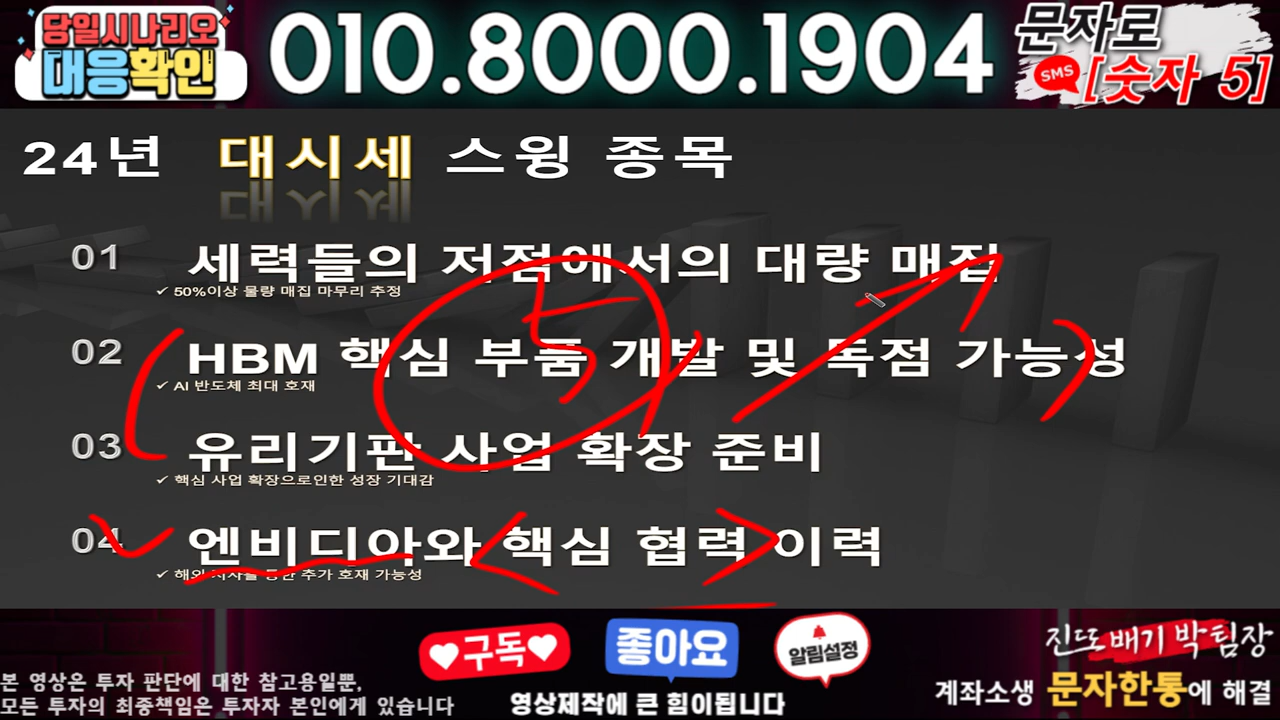 당일시나리오
대응확인
010.8000.1904
문자로
SMS [숫자 5]
24년 대시세 스윙 종목
01 세력들의 저점에서의 대량 매집
✓ 50%이상 물량 매집 마무리 추정
02 HBM 핵심 부품 개발 및 독점 가능성
✓ AI 반도체 최대 호재
03 유리기판 사업 확장 준비
✓ 핵심 사업 확장으로인한 성장 기대감
5
04 엔비디아와 핵심 협력 이력
✓ 해외 통한 추가 호재 가능성
구독
좋아요
알림설정
영상제작에 큰 힘이됩니다
본 영상은 투자 판단에 대한 참고용일뿐,
모든 투자의 최종책임은 투자자 본인에게 있습니다
진또배기 박팀장
계좌소생 문자한통에 해결